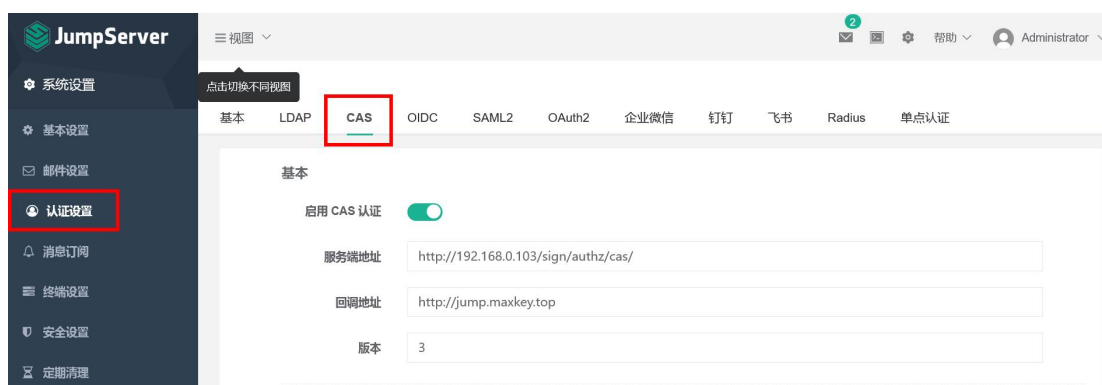 JumpServer
视图
2
帮助
Administrator
系统设置
点击切换不同视图
基本 LDAP CAS OIDC SAML2 OAuth2 企业微信 钉钉 飞书 Radius 单点认证
基本设置
邮件设置
认证设置
消息订阅
终端设置
安全设置
定期清理
基本
启用 CAS 认证
服务端地址 http://192.168.0.103/sign/authz/cas/
回调地址 http://jump.maxkey.top
版本 3